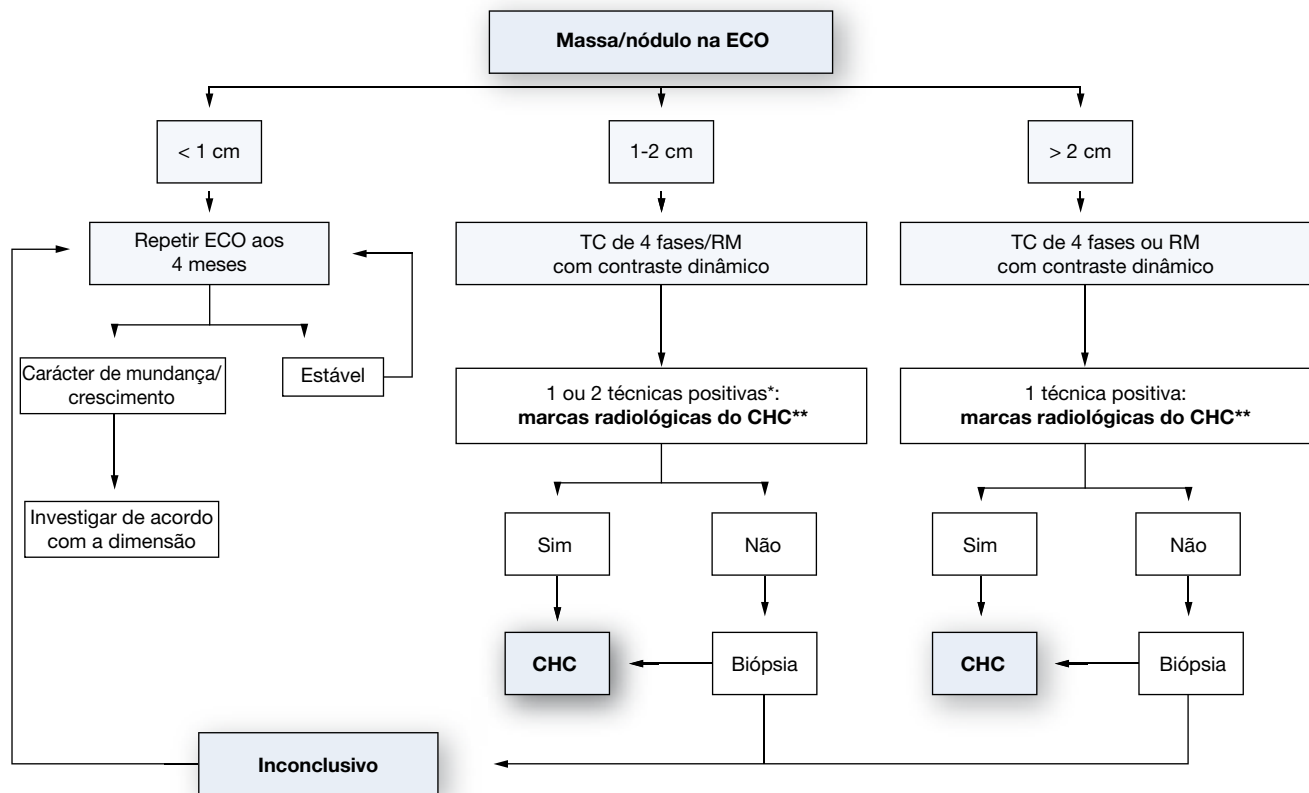 Massa/nódulo na ECO
< 1 cm
1-2 cm
> 2 cm
Repetir ECO aos
4 meses
TC de 4 fases/RM
com contraste dinâmico
TC de 4 fases ou RM
com contraste dinâmico
Carácter de mundança/
crescimento
Estável
1 ou 2 técnicas positivas*:
marcas radiológicas do CHC**
1 técnica positiva:
marcas radiológicas do CHC**
Investigar de acordo
com a dimensão
Sim
Não
Sim
Não
CHC
Biópsia
CHC
Biópsia
Inconclusivo